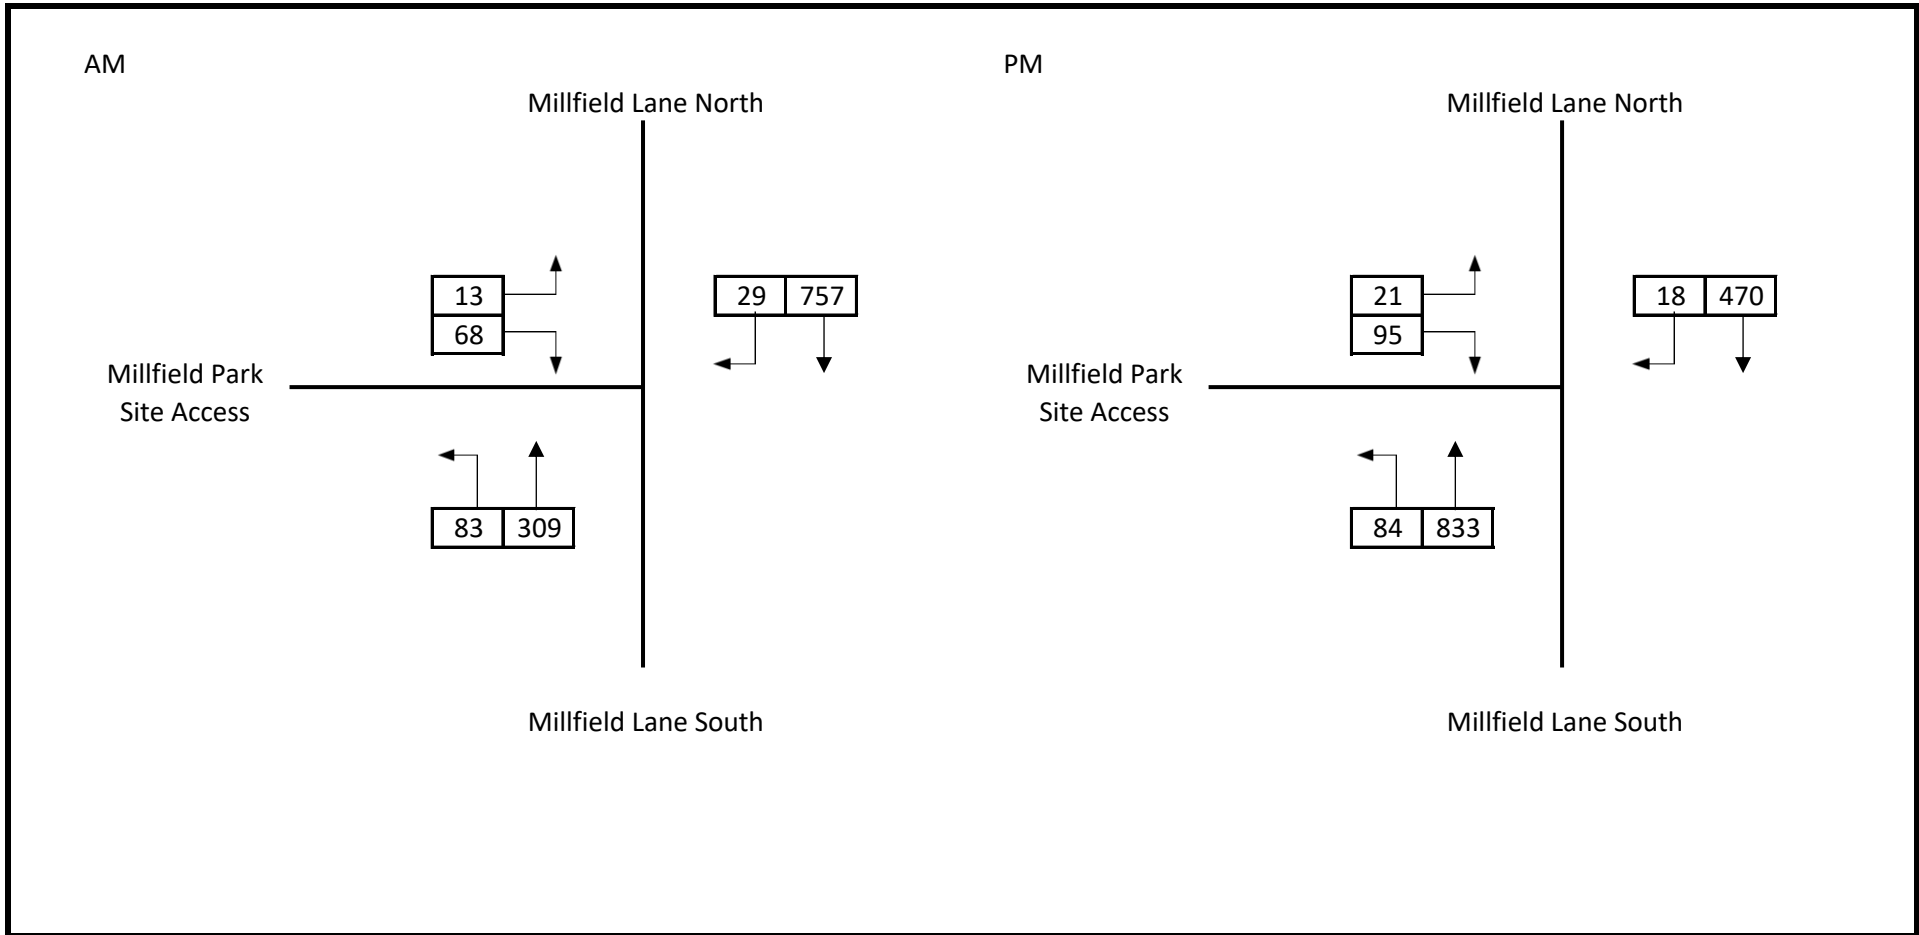 AM
Millfield Lane North
13
68
29 757
Millfield Park
Site Access
83 309
Millfield Lane South
PM
Millfield Lane North
21
95
18 470
Millfield Park
Site Access
84 833
Millfield Lane South